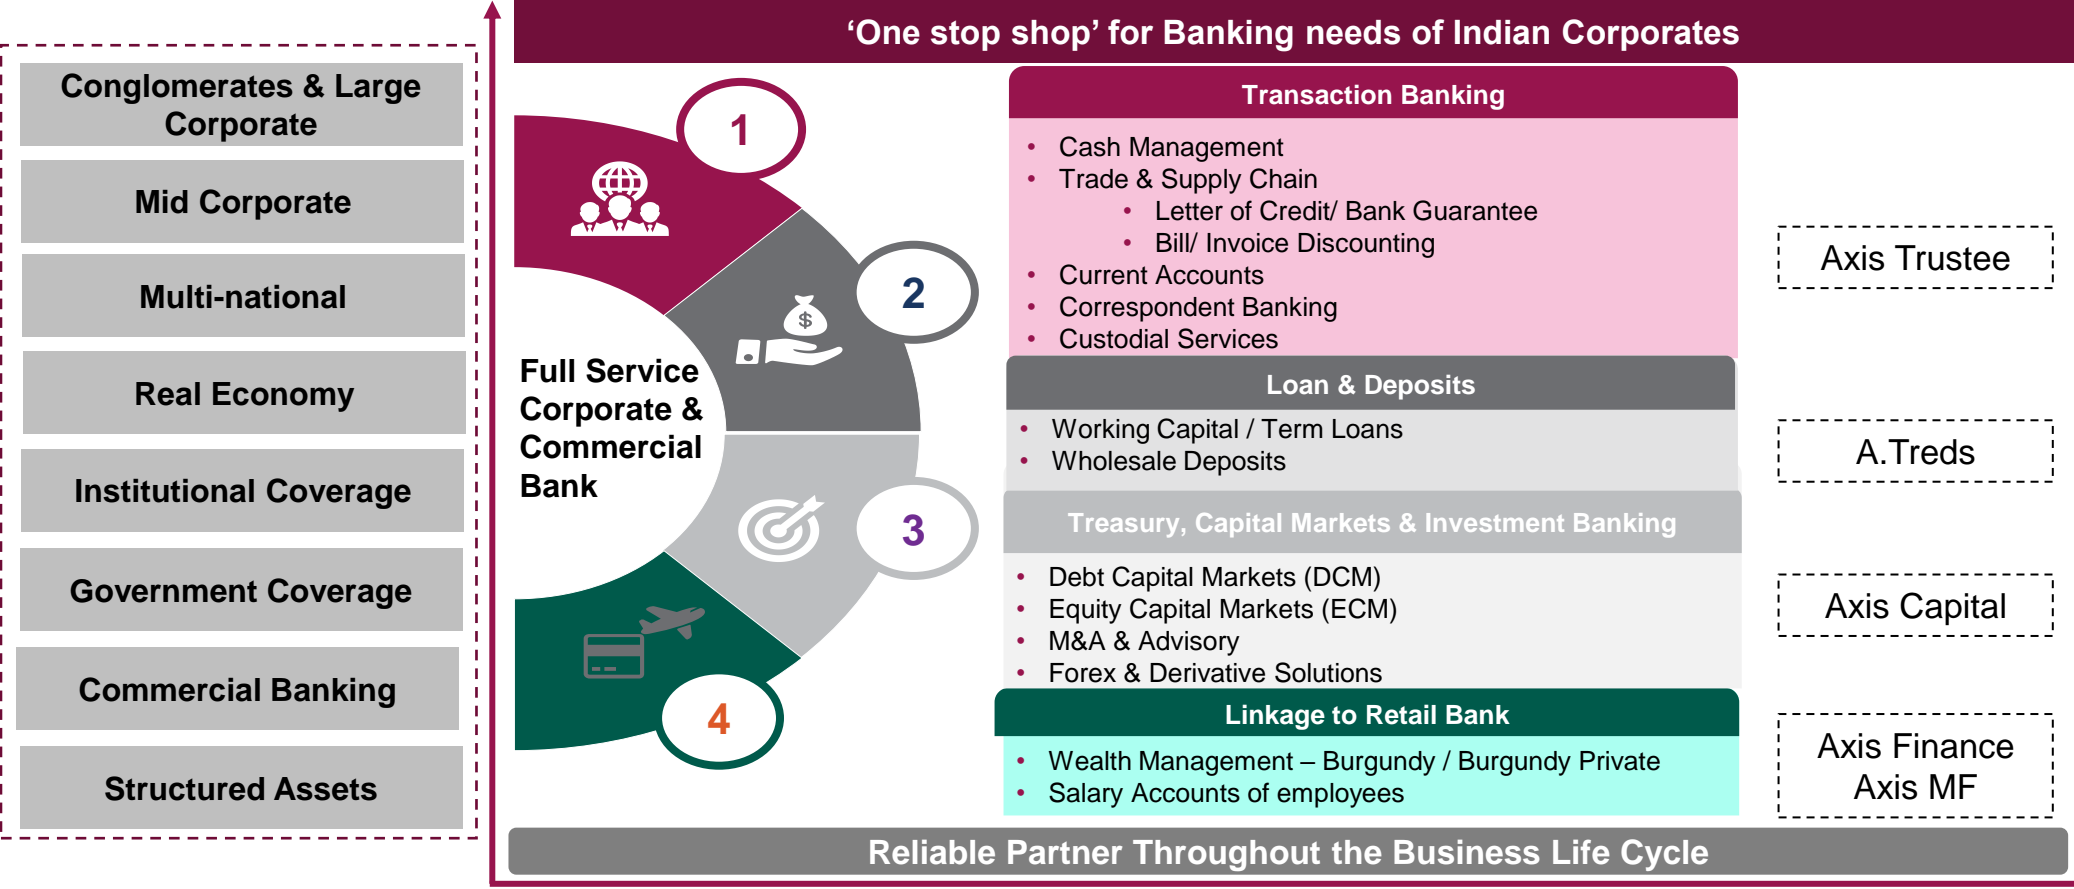 ‘One stop shop’ for Banking needs of Indian Corporates
Conglomerates & Large
Corporate
Mid Corporate
Multi-national
Real Economy
Institutional Coverage
Government Coverage
Commercial Banking
Structured Assets
Full Service
Corporate &
Commercial
Bank
1
2
$
3
4
Transaction Banking
• Cash Management
• Trade & Supply Chain
• Letter of Credit/ Bank Guarantee
• Bill/ Invoice Discounting
• Current Accounts
• Correspondent Banking
• Custodial Services
Loan & Deposits
• Working Capital / Term Loans
• Wholesale Deposits
Treasury, Capital Markets & Investment Banking
• Debt Capital Markets (DCM)
• Equity Capital Markets (ECM)
• M&A & Advisory
• Forex & Derivative Solutions
Linkage to Retail Bank
• Wealth Management – Burgundy / Burgundy Private
• Salary Accounts of employees
Axis Trustee
A.Treds
Axis Capital
Axis Finance
Axis MF
Reliable Partner Throughout the Business Life Cycle